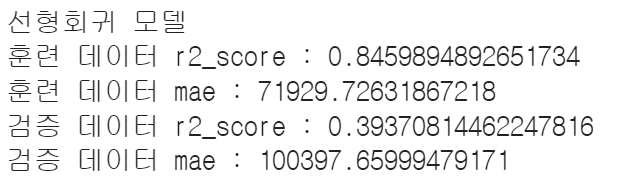 선형회귀 모델
훈련 데이터 r2_score : 0.8459894892651734
훈련 데이터 mae : 71929.72631867218
검증 데이터 r2_score : 0.39370814462247816
검증 데이터 mae : 100397.65999479171